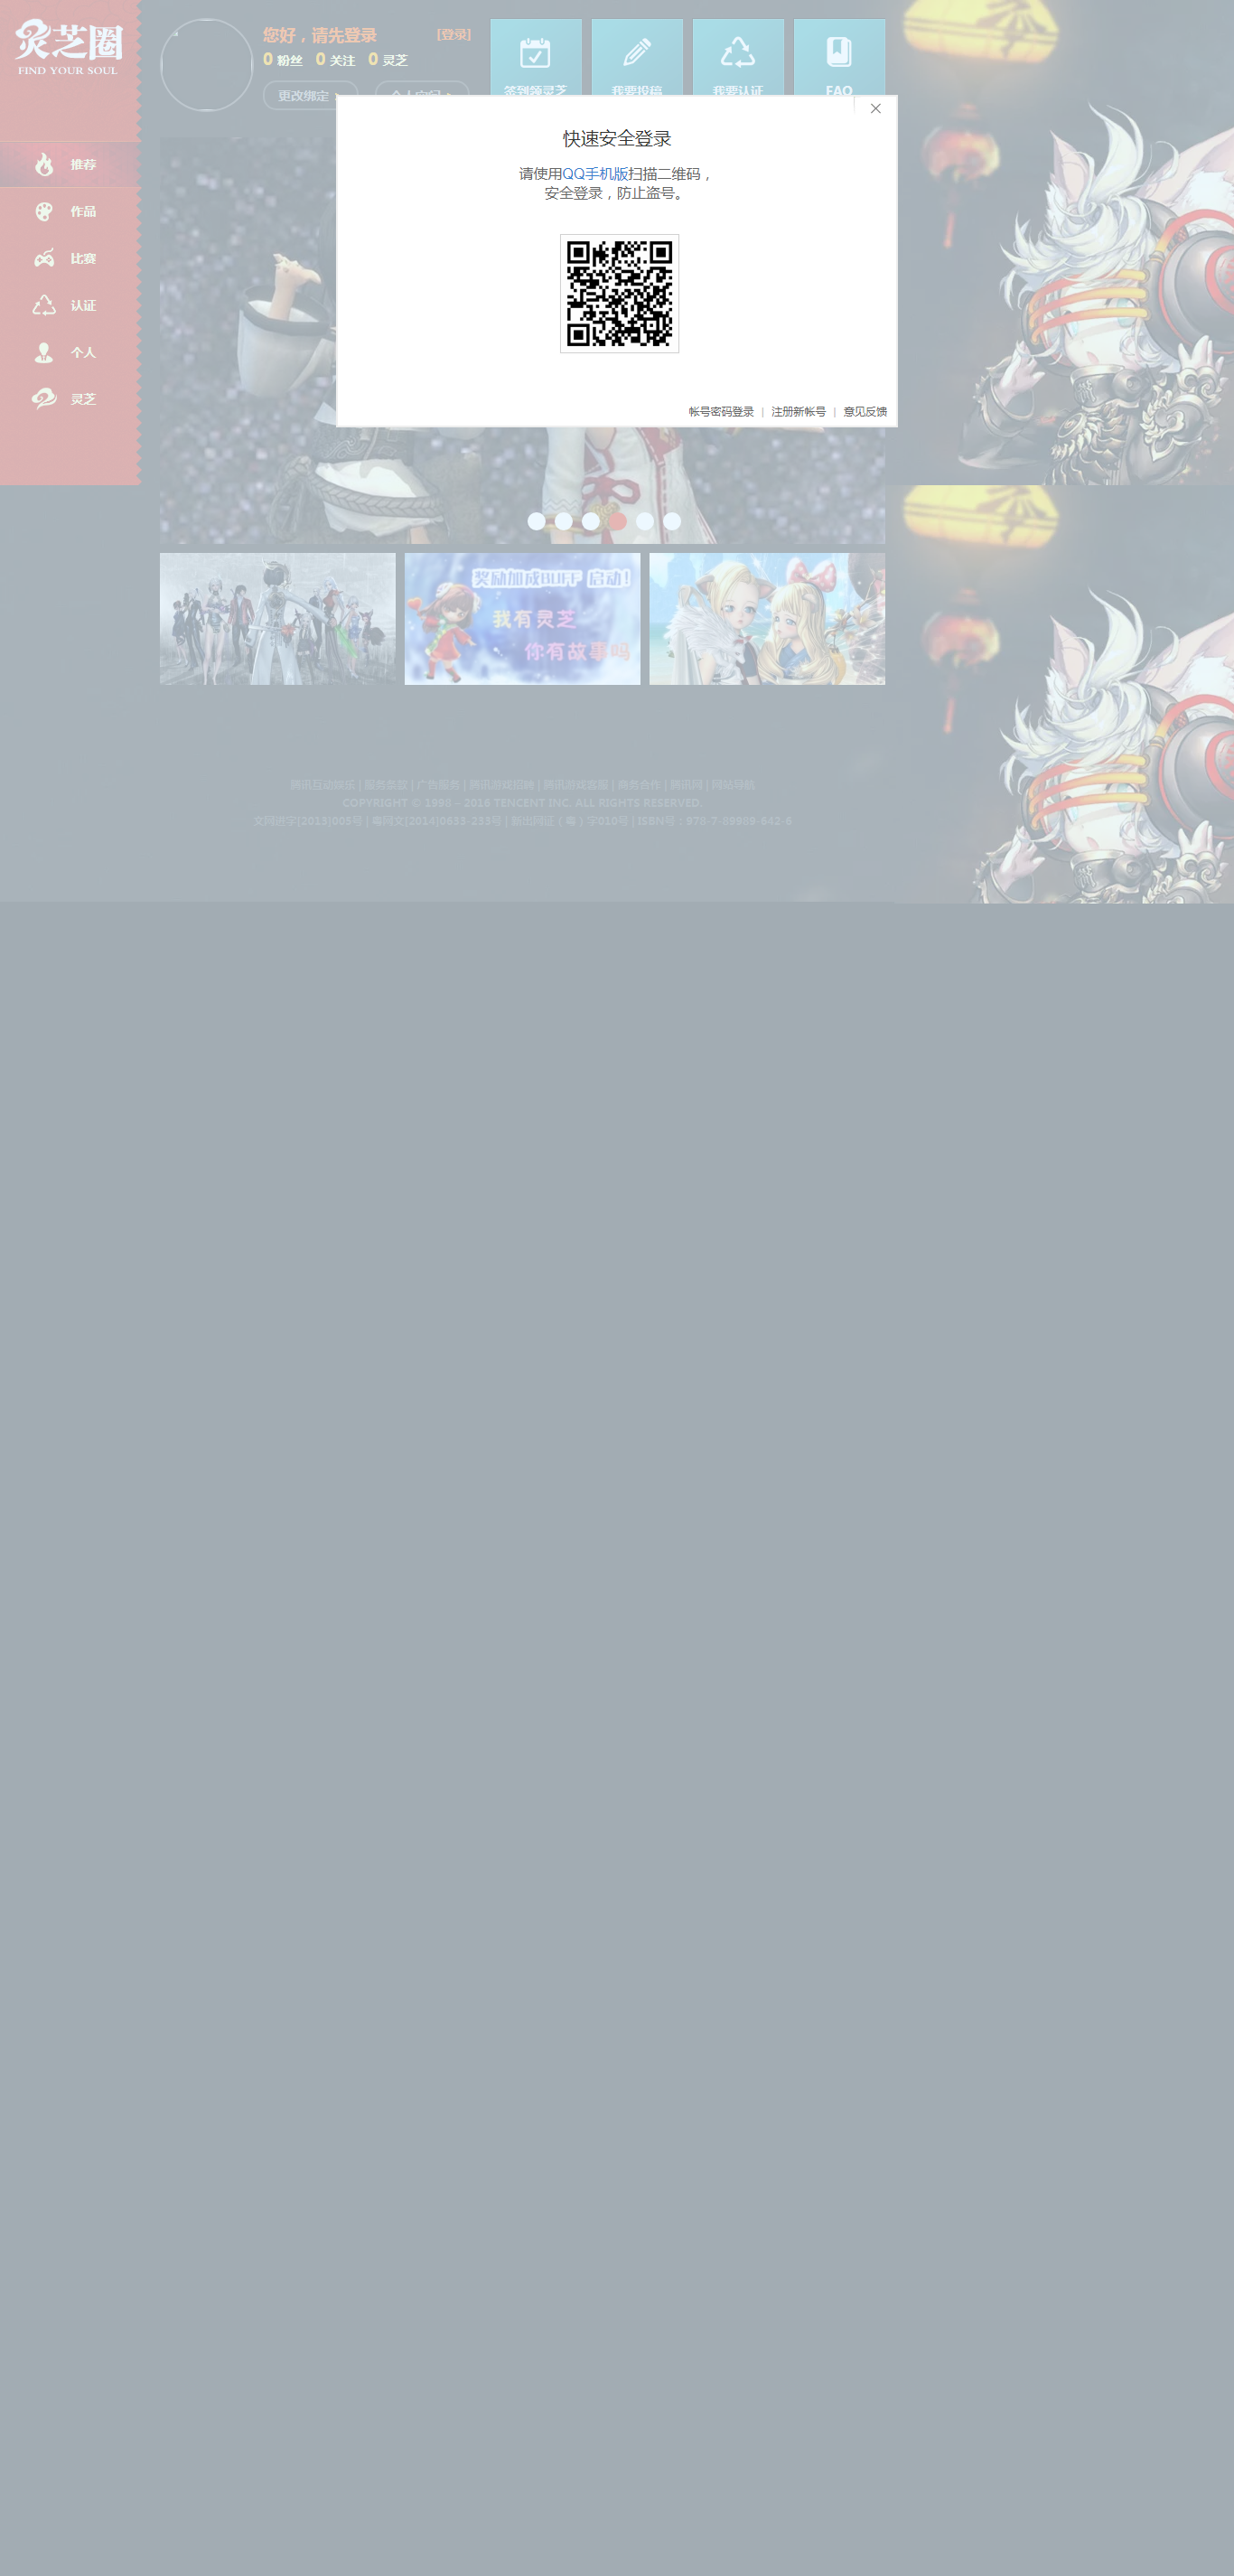 灵芝圈
FIND YOUR SOUL
推荐
作品
比赛
认证
个人
灵芝
您好，请先登录
[登录]
0 粉丝 0 关注 0 灵芝
更改绑定
个人空间
签到领灵芝
我要投稿
我要认证
FAQ
快速安全登录
请使用QQ手机版扫描二维码，
安全登录，防止盗号。
帐号密码登录 | 注册新帐号 | 意见反馈
奖励加成BUFF 启动！
我有灵芝
你有故事吗
腾讯互动娱乐 | 服务条款 | 广告服务 | 腾讯游戏招聘 | 腾讯游戏客服 | 商务合作 | 腾讯网 | 网站导航
COPYRIGHT © 1998 – 2016 TENCENT INC. ALL RIGHTS RESERVED.
文网进字[2013]005号 | 粤网文[2014]0633-233号 | 新出网证（粤）字010号 | ISBN号：978-7-89989-642-6